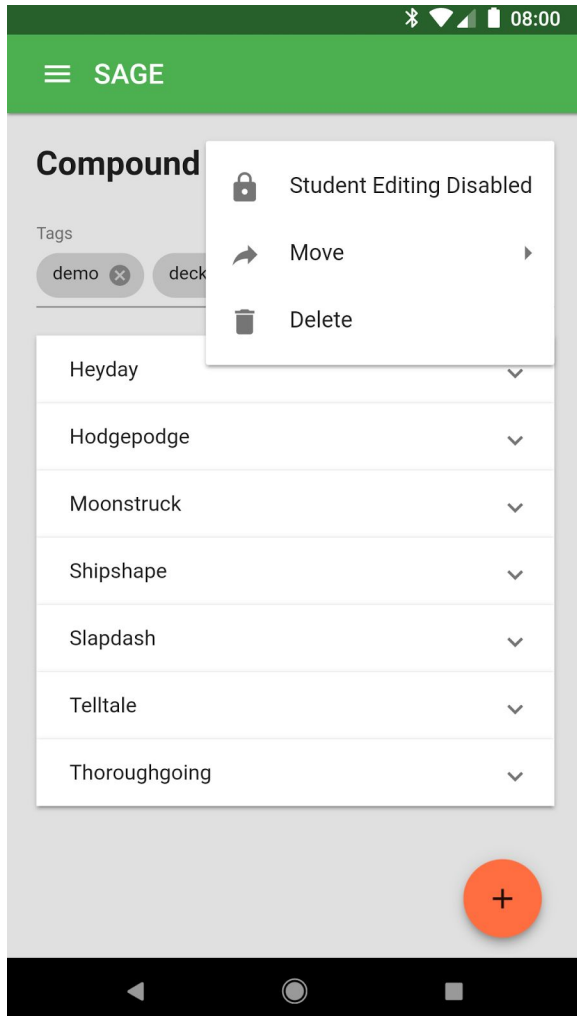 08:00
SAGE
Compound
Student Editing Disabled
Tags
Move
demo
deck
Delete
Heyday
Hodgepodge
Moonstruck
Shipshape
Slapdash
Telltale
Thoroughgoing
+